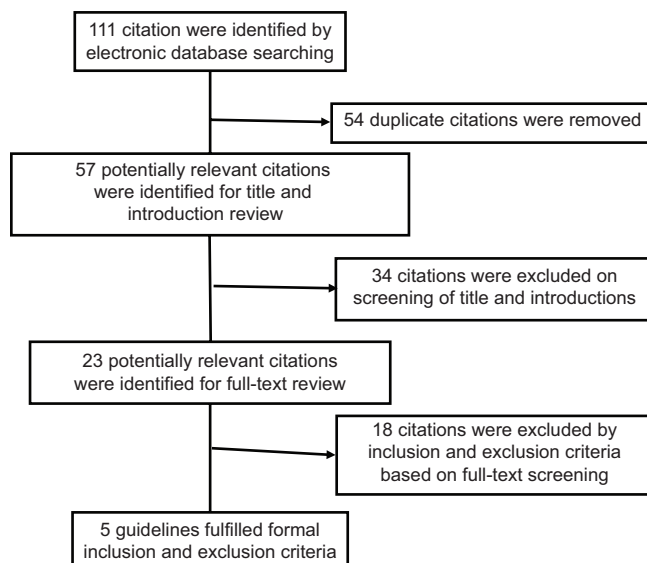 111 citation were identified by
electronic database searching
54 duplicate citations were removed
57 potentially relevant citations
were identified for title and
introduction review
34 citations were excluded on
screening of title and introductions
23 potentially relevant citations
were identified for full-text review
18 citations were excluded by
inclusion and exclusion criteria
based on full-text screening
5 guidelines fulfilled formal
inclusion and exclusion criteria